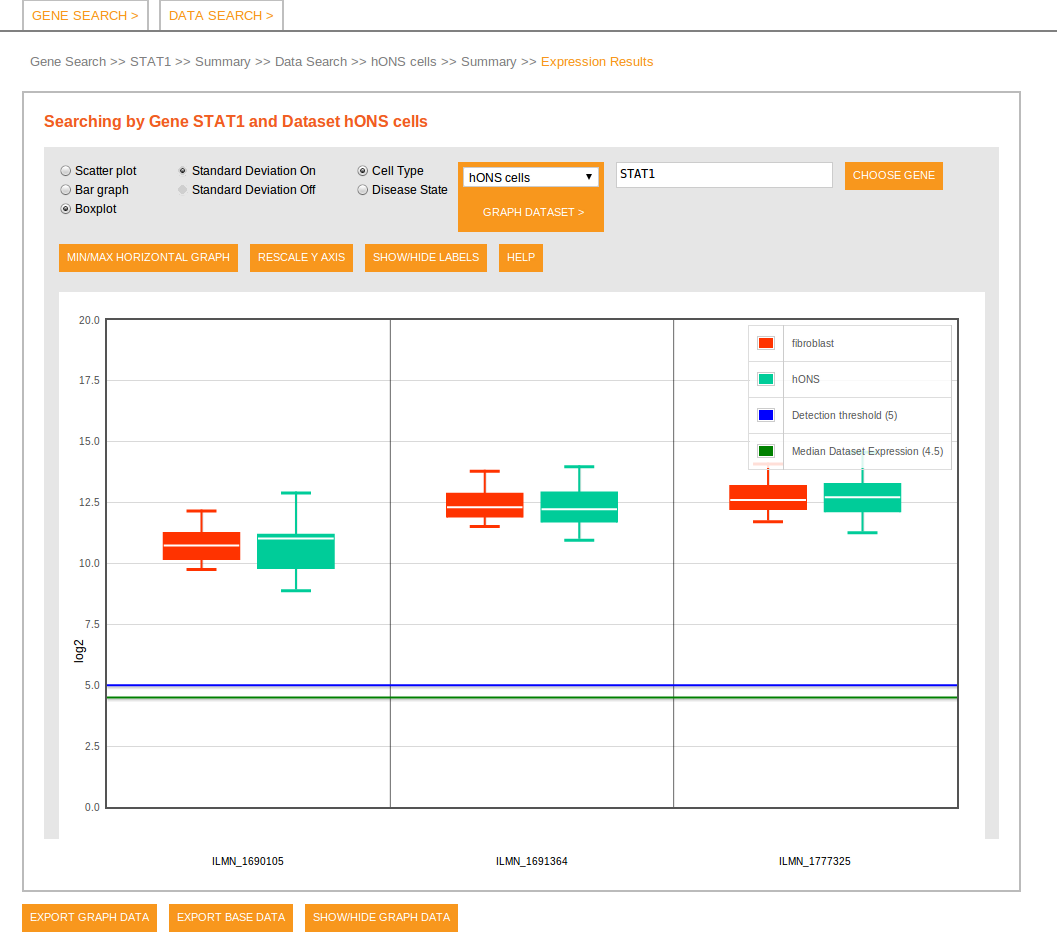 GENE SEARCH > DATA SEARCH >
Gene Search >> STAT1 >> Summary >> Data Search >> hONS cells >> Summary >> Expression Results
Searching by Gene STAT1 and Dataset hONS cells
Scatter plot Standard Deviation On Cell Type hONS cells STAT1 CHOOSE GENE
Bar graph Standard Deviation Off Disease State
Boxplot GRAPH DATASET >
MIN/MAX HORIZONTAL GRAPH RESCALE Y AXIS SHOW/HIDE LABELS HELP
20.0
fibroblast
17.5 hONS
Detection threshold (5)
15.0 Median Dataset Expression (4.5)
12.5
10.0
7.5
log2
5.0
2.5
0.0
ILMN_1690105 ILMN_1691364 ILMN_1777325
EXPORT GRAPH DATA EXPORT BASE DATA SHOW/HIDE GRAPH DATA